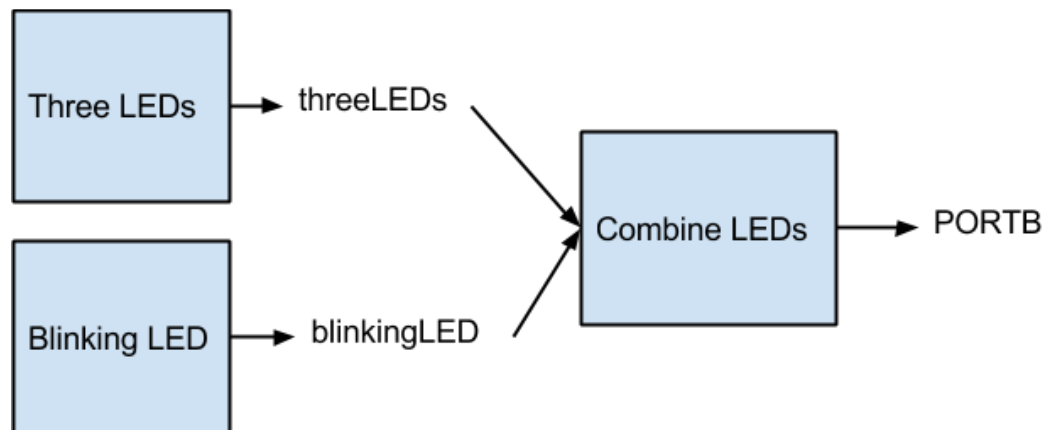 Three LEDs
threeLEDs
Combine LEDs
PORTB
Blinking LED
blinkingLED